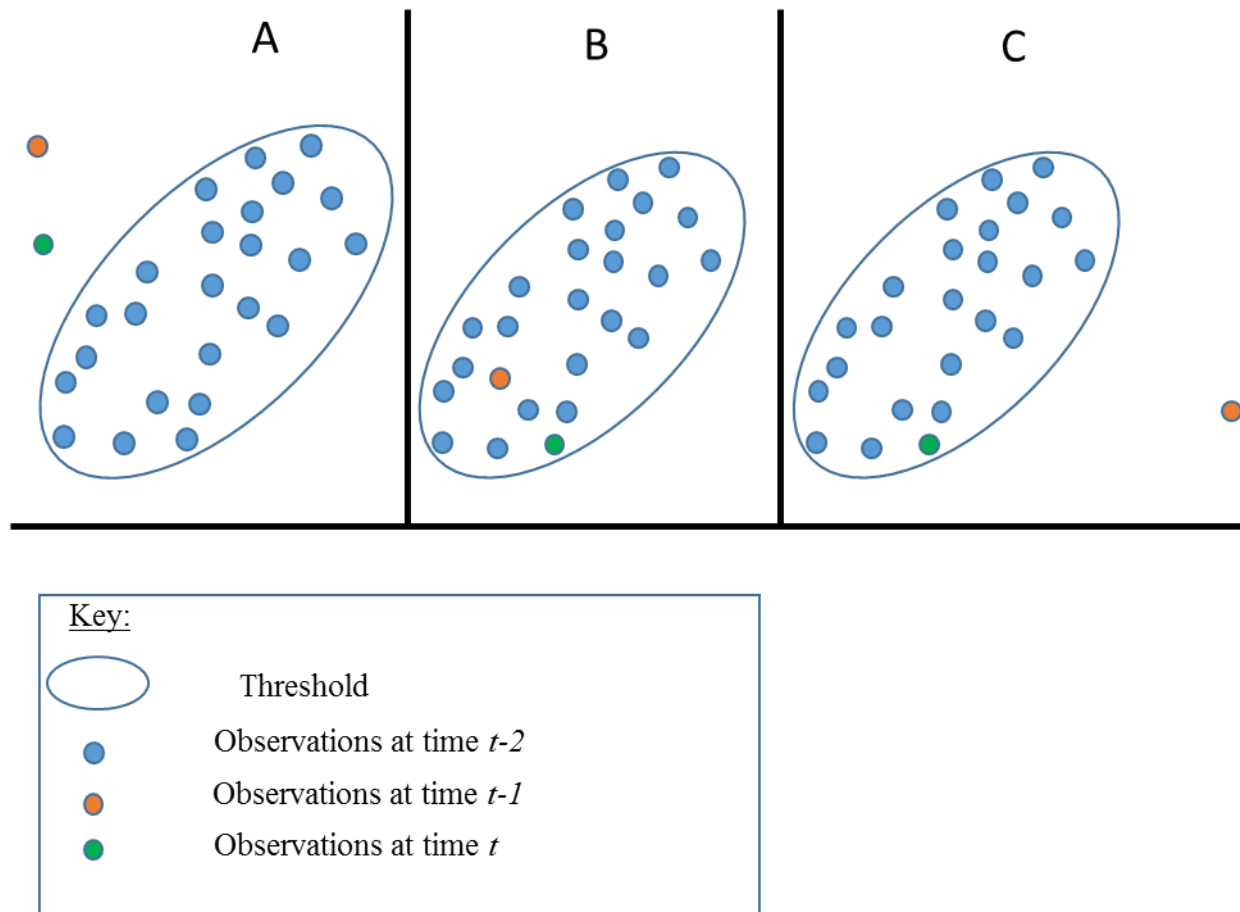 A
B
C
Key:
Threshold
Observations at time t-2
Observations at time t-1
Observations at time t